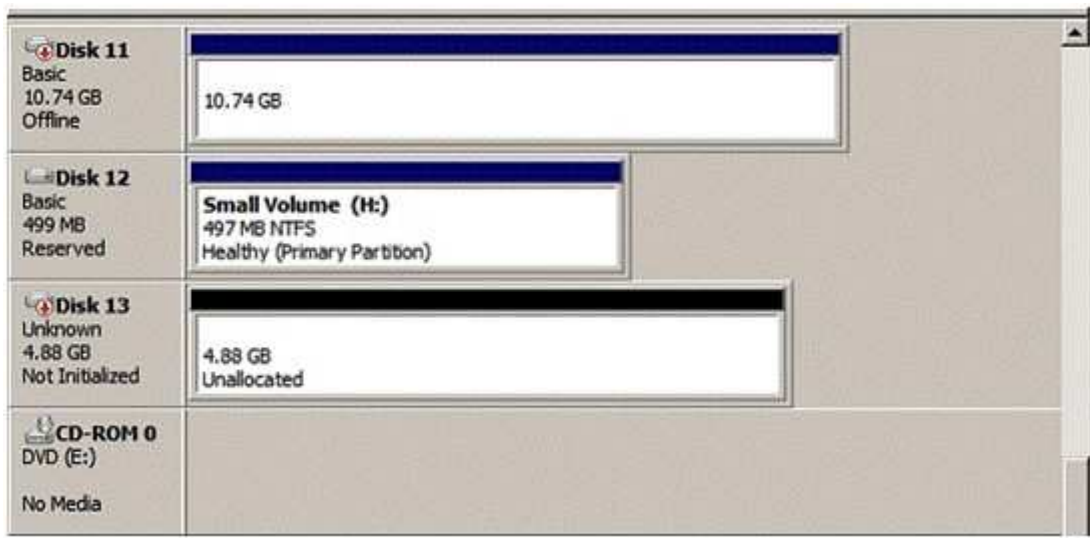 Disk 11
Basic
10.74 GB
Offline
10.74 GB
Disk 12
Basic
499 MB
Reserved
Small Volume (H:)
497 MB NTFS
Healthy (Primary Partition)
Disk 13
Unknown
4.88 GB
Not Initialized
4.88 GB
Unallocated
CD-ROM 0
DVD (E:)
No Media